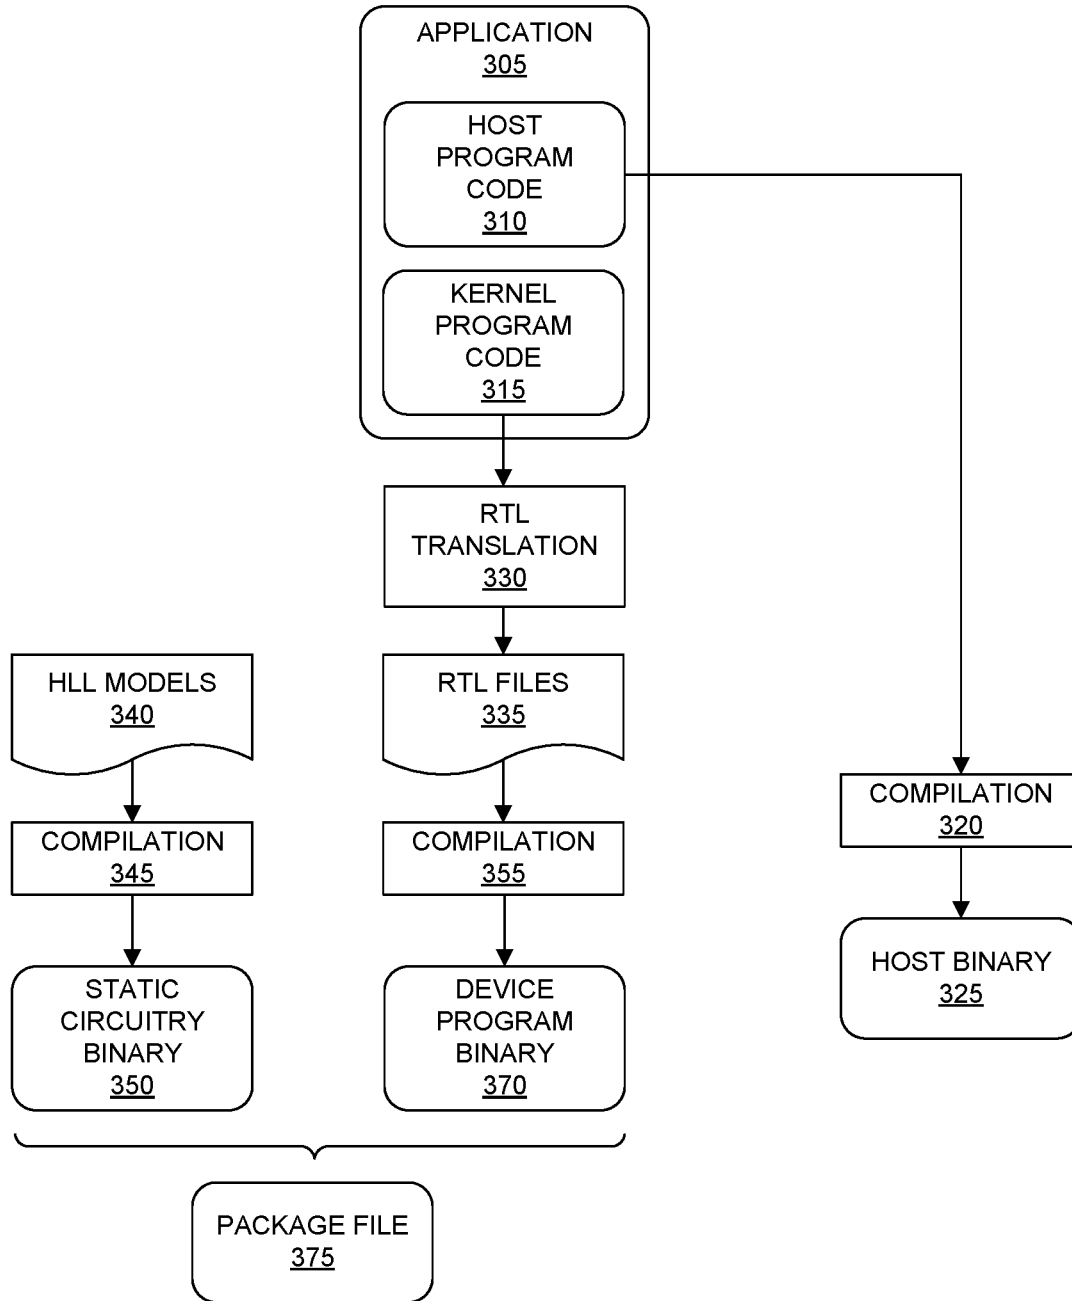 APPLICATION
305
HOST
PROGRAM
CODE
310
KERNEL
PROGRAM
CODE
315
RTL
TRANSLATION
330
HLL MODELS
340
RTL FILES
335
COMPILATION
345
COMPILATION
355
COMPILATION
320
STATIC
CIRCUITRY
BINARY
350
DEVICE
PROGRAM
BINARY
370
HOST BINARY
325
PACKAGE FILE
375